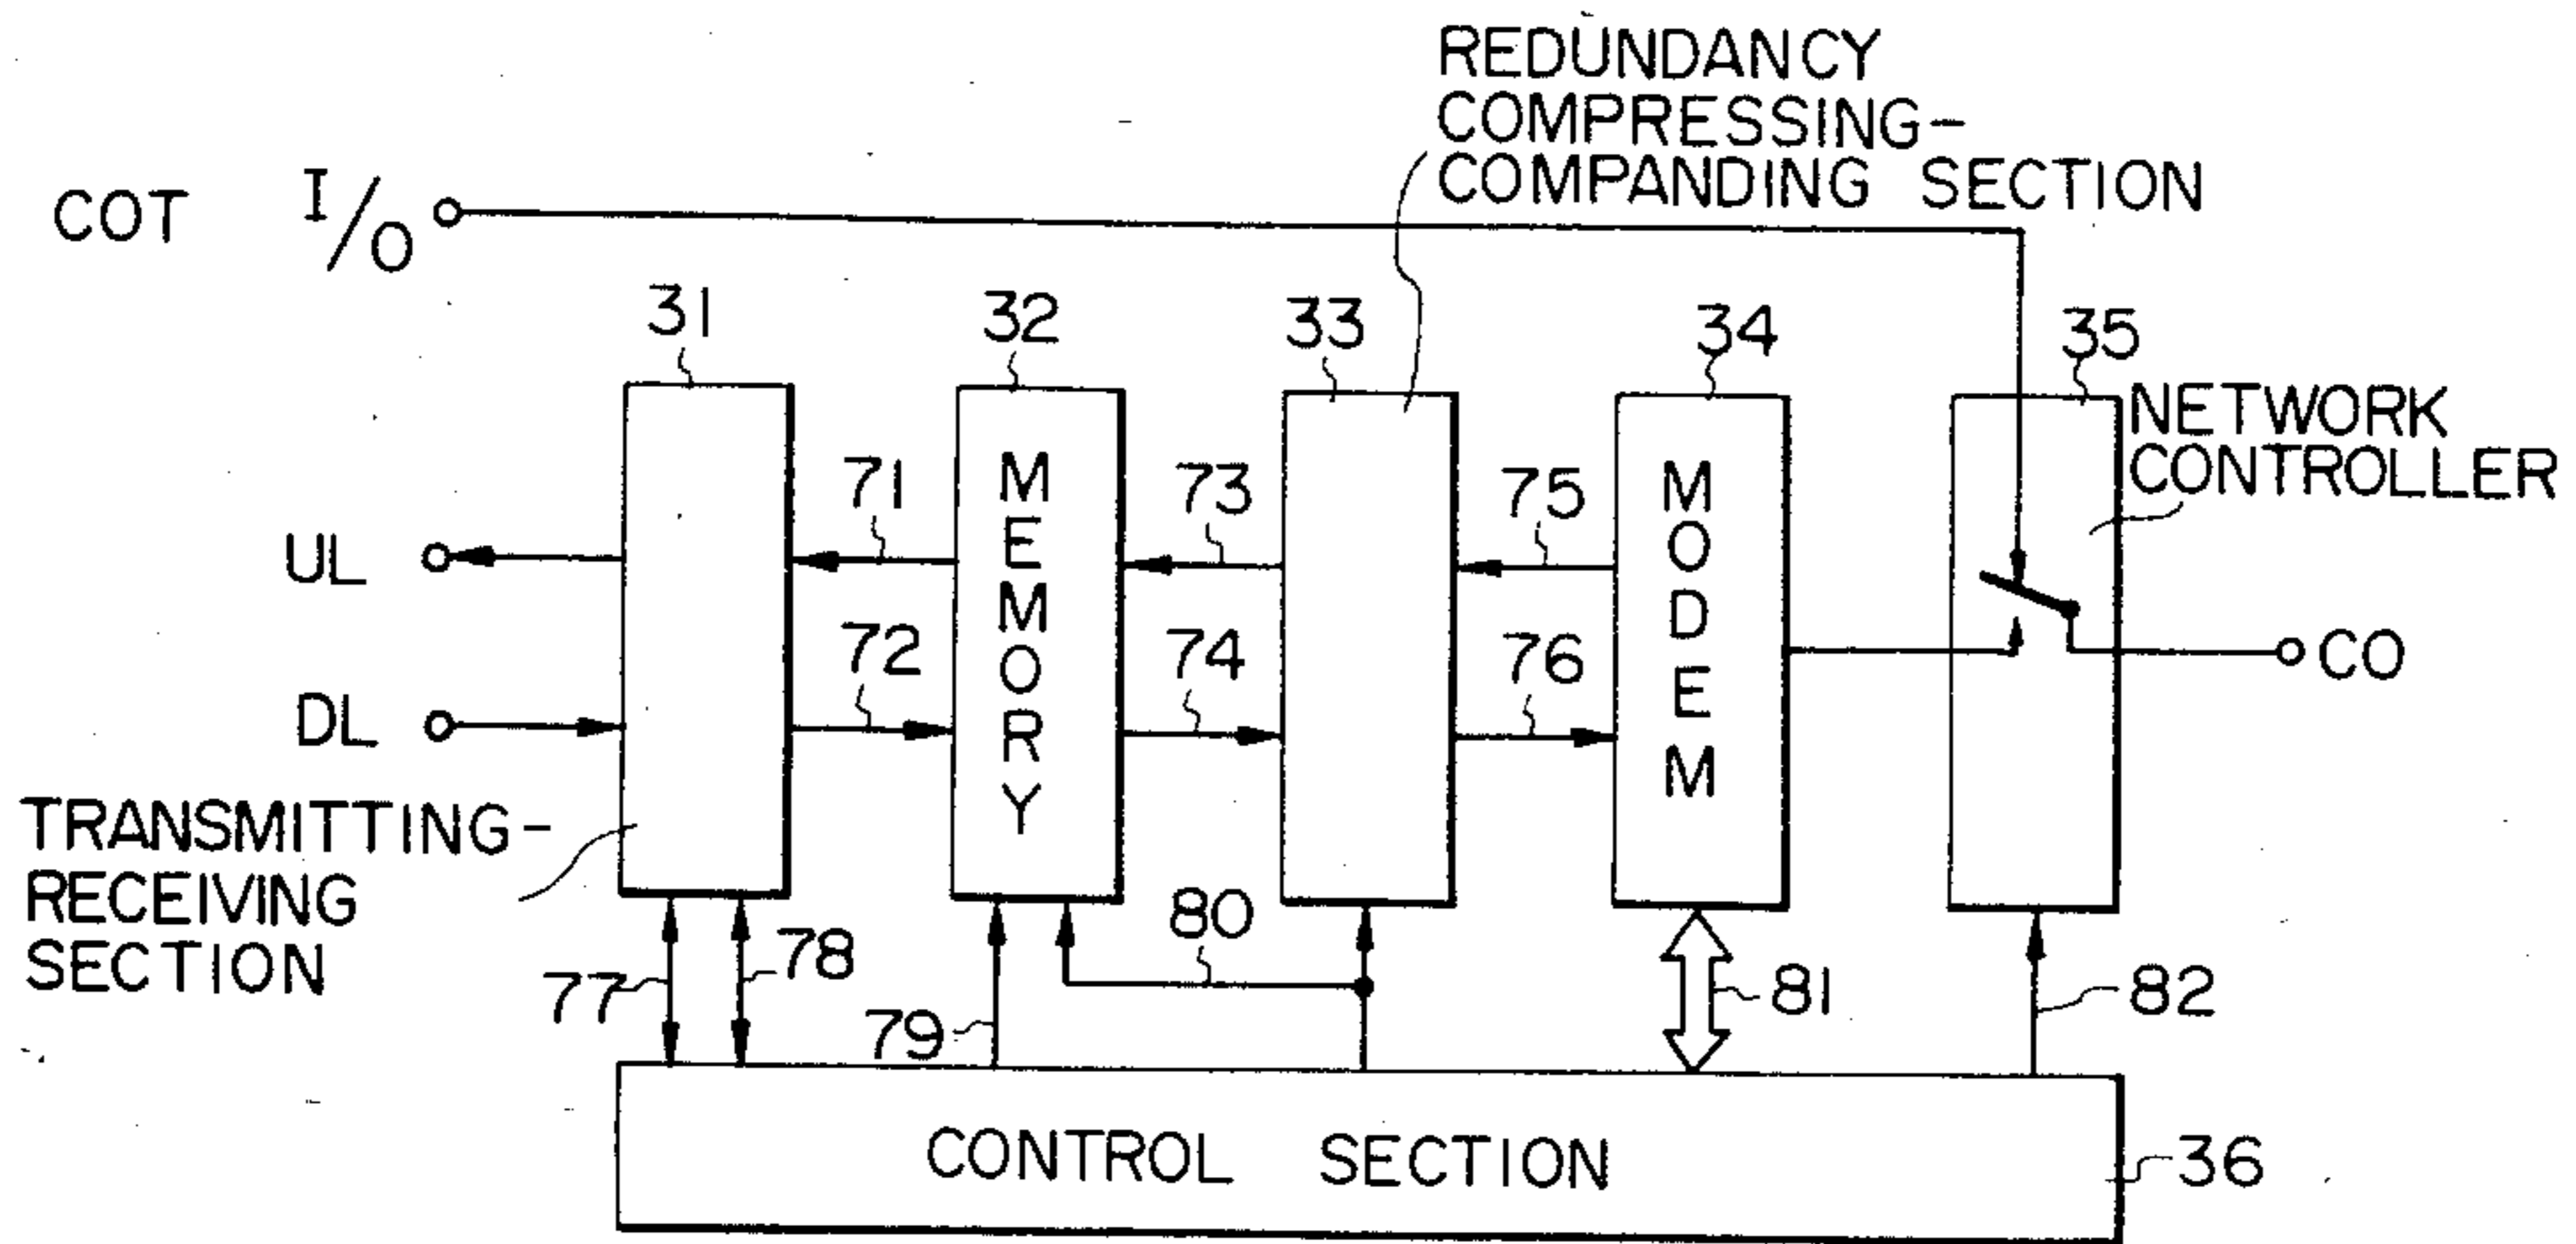 REDUNDANCY
COMPRESSING-
COMPANDING SECTION
COT I/O
31
32
33
34
35
NETWORK
CONTROLLER
71
73
75
MEMORY
MODEM
UL
72
74
76
CO
DL
TRANSMITTING-
RECEIVING
SECTION
77
78
79
80
81
82
CONTROL SECTION
36